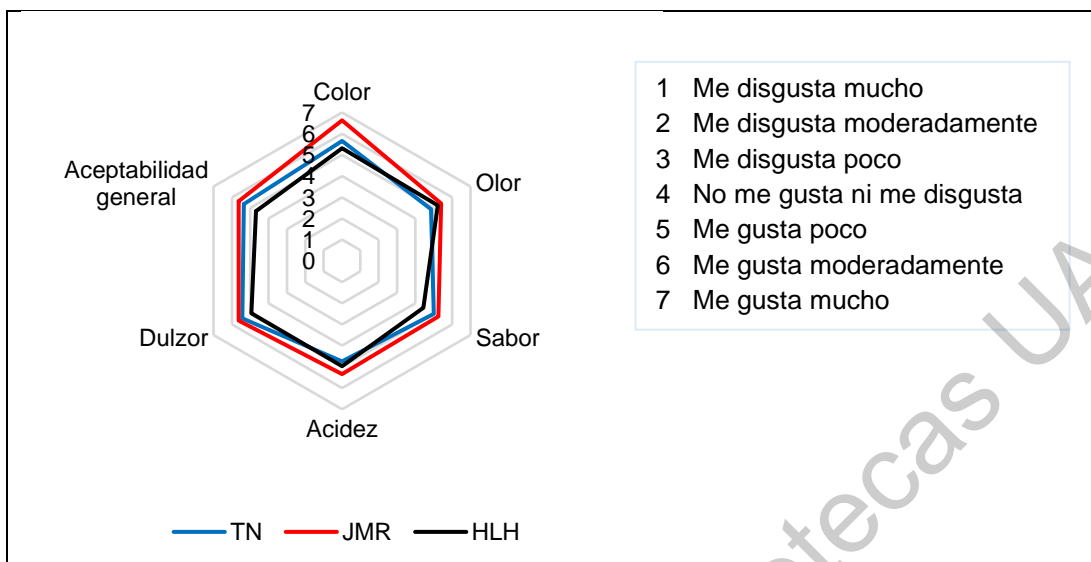 Color
7
6
5
4
3
2
1
0
Olor
Sabor
Acidez
Dulzor
Aceptabilidad
general
1 Me disgusta mucho
2 Me disgusta moderadamente
3 Me disgusta poco
4 No me gusta ni me disgusta
5 Me gusta poco
6 Me gusta moderadamente
7 Me gusta mucho
TN JMR HLH